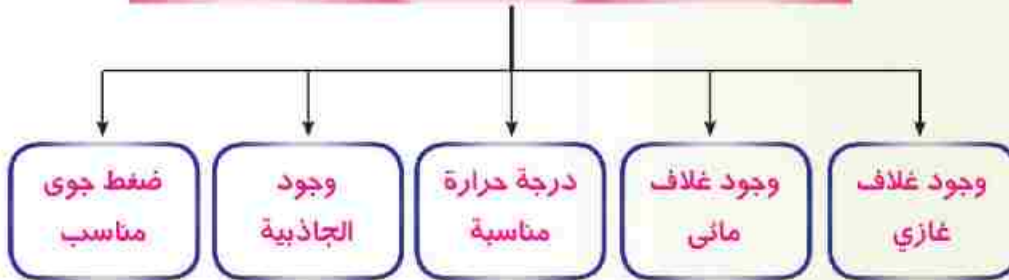 وجود غلاف
غازي
وجود غلاف
مائى
درجة حرارة
مناسبة
وجود
الجاذبية
ضغط جوى
مناسب